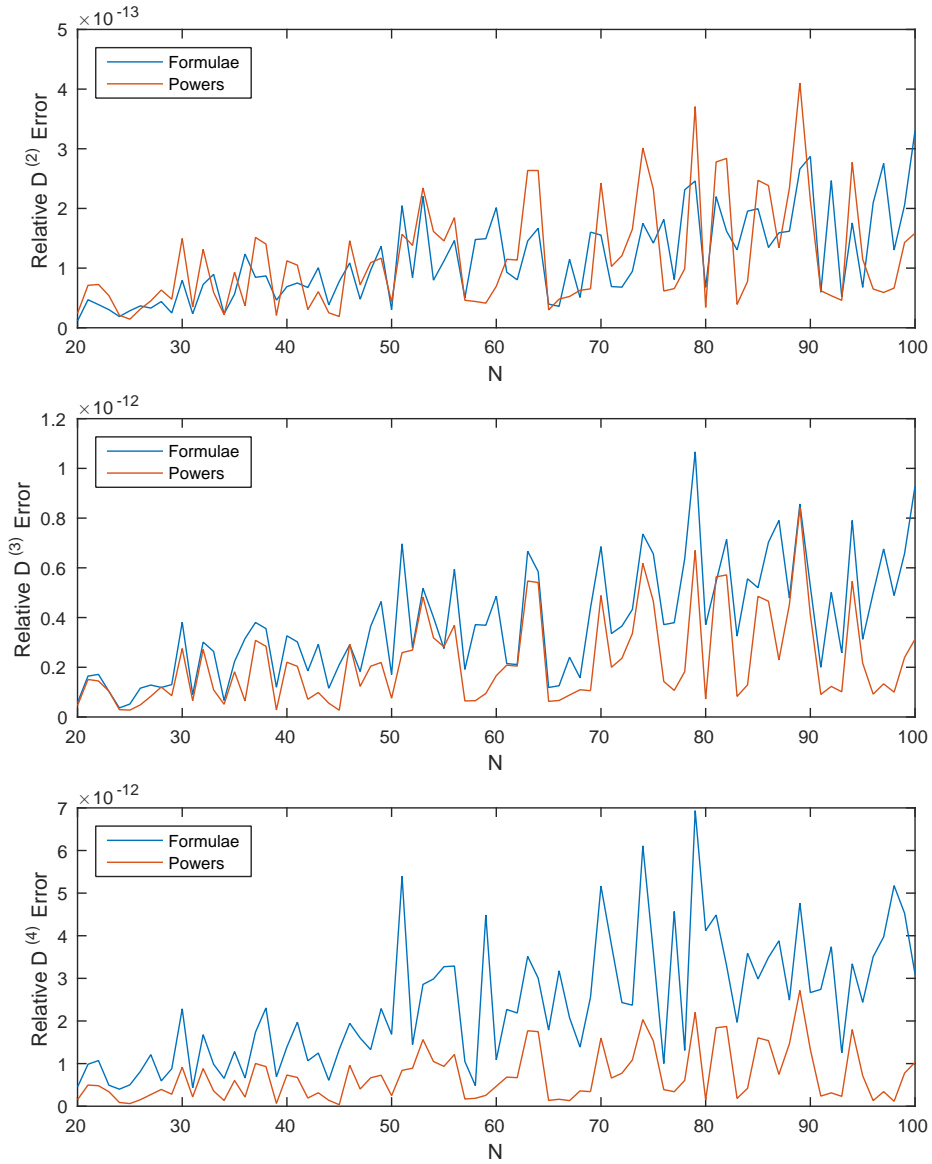 ×10-13
5
4
3
2
1
0
Relative D(2) Error
Formulae
Powers
20 30 40 50 60 70 80 90 100
N
×10-12
1.2
1
0.8
0.6
0.4
0.2
0
Relative D(3) Error
Formulae
Powers
20 30 40 50 60 70 80 90 100
N
×10-12
7
6
5
4
3
2
1
0
Relative D(4) Error
Formulae
Powers
20 30 40 50 60 70 80 90 100
N